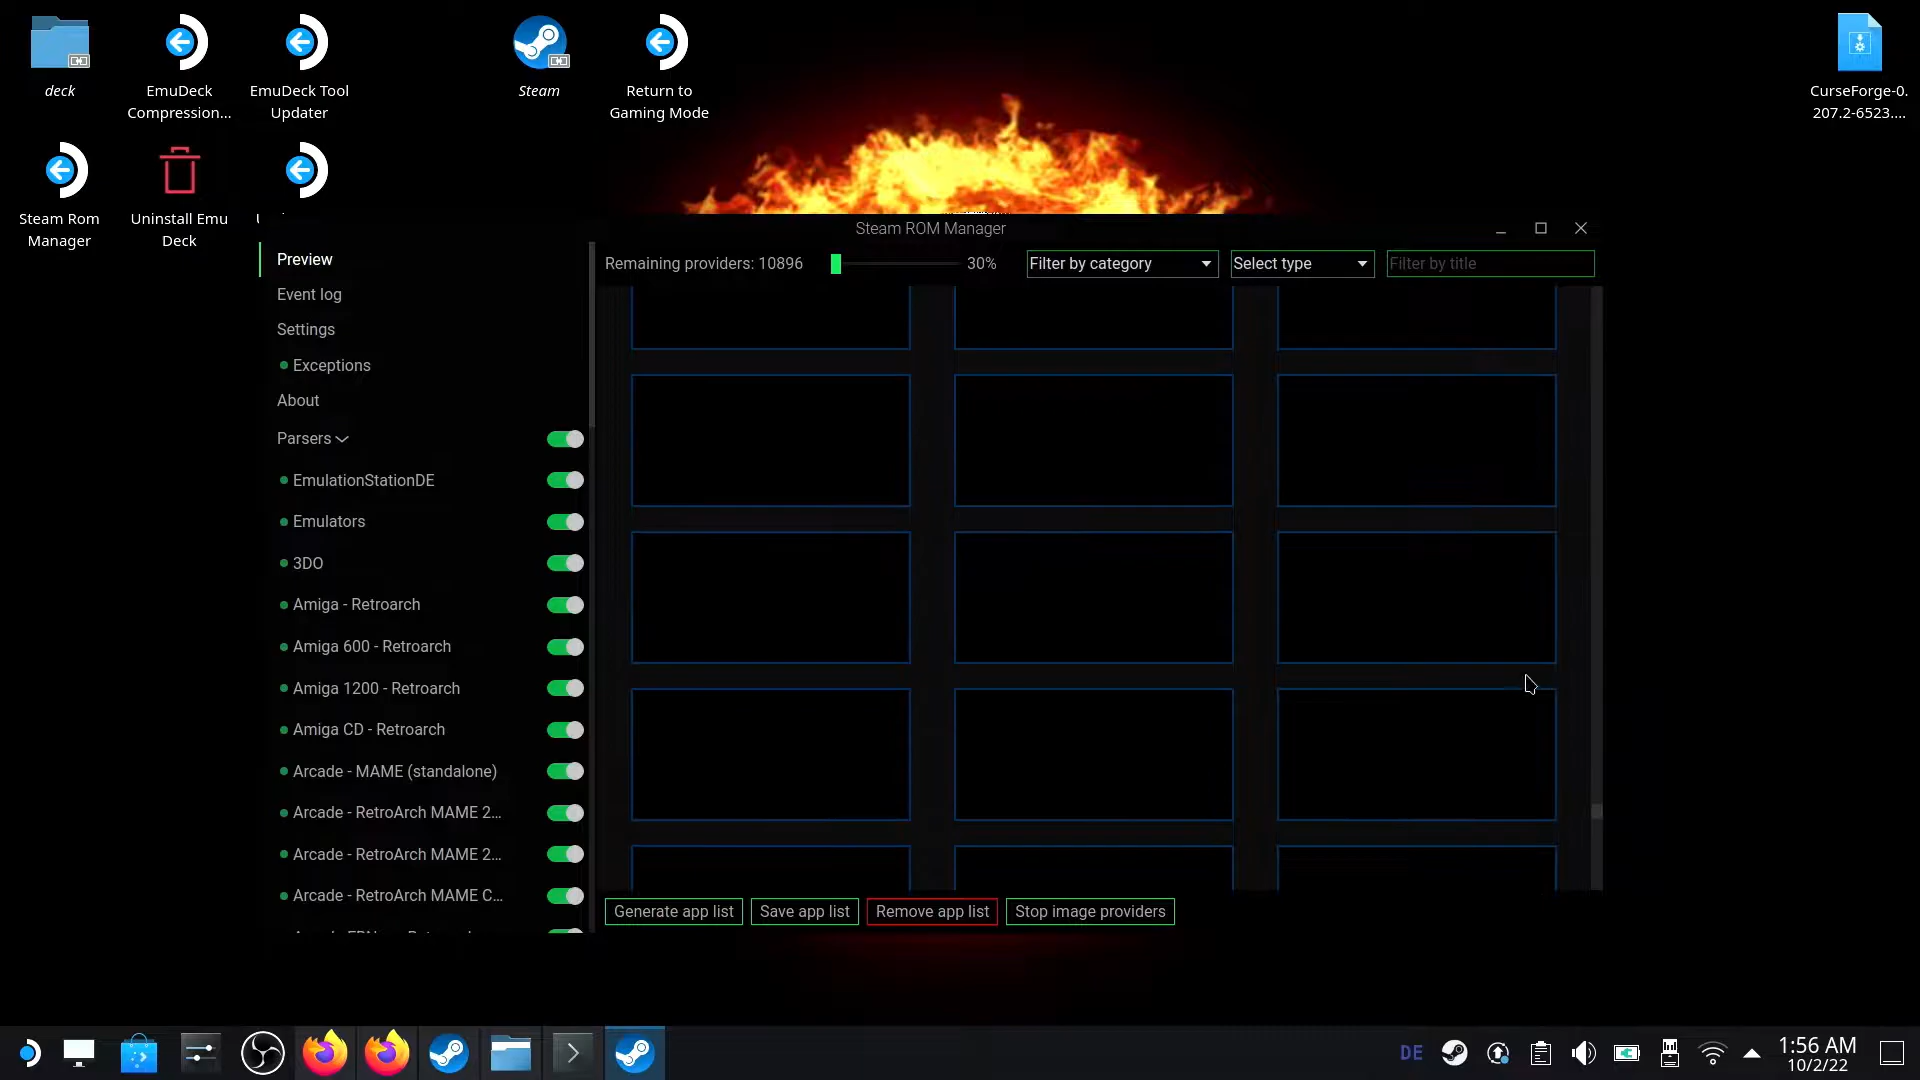 deck
EmuDeck
Compression...
EmuDeck Tool
Updater
Steam
Return to
Gaming Mode
CurseForge-0.
207.2-6523....
Steam Rom
Manager
Uninstall Emu
Deck
Steam ROM Manager
Preview
Remaining providers: 10896
30%
Filter by category
Select type
Filter by title
Event log
Settings
Exceptions
About
Parsers
EmulationStationDE
Emulators
3DO
Amiga - Retroarch
Amiga 600 - Retroarch
Amiga 1200 - Retroarch
Amiga CD - Retroarch
Arcade - MAME (standalone)
Arcade - RetroArch MAME 2...
Arcade - RetroArch MAME 2...
Arcade - RetroArch MAME C...
Generate app list
Save app list
Remove app list
Stop image providers
DE
1:56 AM
10/2/22